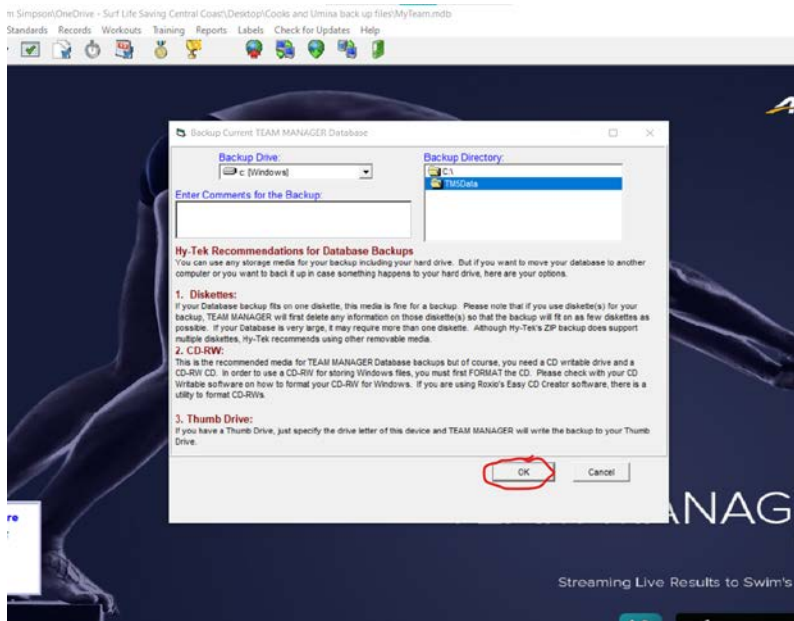 m Simpson\OneDrive - Surf Life Saving Central Coast\Desktop\Cooks and Umina back up files\MyTeam.mdb
Standards Records Workouts Training Reports Labels Check for Updates Help
Backup Current TEAM MANAGER Database
Backup Drive:
Backup Directory:
c: [Windows]
C:\
TM5Data
Enter Comments for the Backup:
Hy-Tek Recommendations for Database Backups
You can use any storage media for your backup including your hard drive. But if you want to move your database to another
computer or you want to back it up in case something happens to your hard drive, here are your options.
1. Diskettes:
If your Database backup fits on one diskette, this media is fine for a backup. Please note that if you use diskette(s) for your
backup, TEAM MANAGER will first delete any information on those diskette(s) so that the backup will fit on as few diskettes as
possible. If your Database is very large, it may require more than one diskette. Although Hy-Tek's ZIP backup does support
multiple diskettes, Hy-Tek recommends using other removable media.
2. CD-RW:
This is the recommended media for TEAM MANAGER Database backups but of course, you need a CD writable drive and a
CD-RW CD. In order to use a CD-RW for storing Windows files, you must first FORMAT the CD. Please check with your CD
Writable software on how to format your CD-RW for Windows. If you are using Roxio's Easy CD Creator software, there is a
utility to format CD-RWs.
3. Thumb Drive:
If you have a Thumb Drive, just specify the drive letter of this device and TEAM MANAGER will write the backup to your Thumb
Drive.
OK
Cancel
re
NAG
Streaming Live Results to Swim's